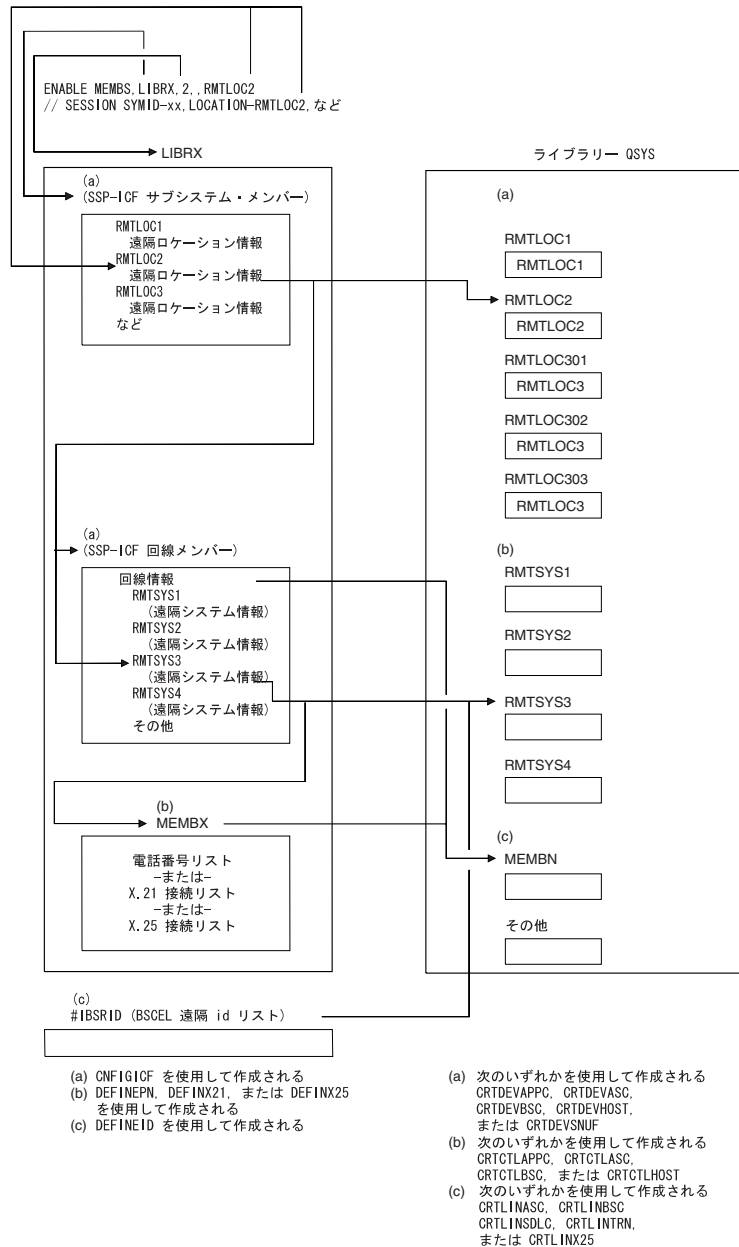 ENABLE MEMBS,LIBRX,2,,RMTLOC2
// SESSION SYMID-xx,LOCATION-RMTLOC2,など
LIBRX
(a)
(SSP-ICF サブシステム・メンバー)
RMTLOC1
遠隔ロケーション情報
RMTLOC2
遠隔ロケーション情報
RMTLOC3
遠隔ロケーション情報
など
(a)
(SSP-ICF 回線メンバー)
回線情報
RMTSYS1
(遠隔システム情報)
RMTSYS2
(遠隔システム情報)
RMTSYS3
(遠隔システム情報)
RMTSYS4
(遠隔システム情報)
その他
(b)
MEMBX
電話番号リスト
-または-
X.21 接続リスト
-または-
X.25 接続リスト
(c)
#IBSRID (BSCEL 遠隔 id リスト)
(a) CNFIGICF を使用して作成される
(b) DEFINEPN, DEFINX21, または DEFINX25
を使用して作成される
(c) DEFINEID を使用して作成される
ライブラリー QSYS
(a)
RMTLOC1
RMTLOC1
RMTLOC2
RMTLOC2
RMTLOC301
RMTLOC3
RMTLOC302
RMTLOC3
RMTLOC303
RMTLOC3
(b)
RMTSYS1
RMTSYS2
RMTSYS3
RMTSYS4
(c)
MEMBN
その他
(a) 次のいずれかを使用して作成される
CRTDEVAPPC, CRTDEVASC,
CRTDEVBSC, CRTDEVHOST,
または CRTDEVSNUF
(b) 次のいずれかを使用して作成される
CRTCTLAPPC, CRTCTLASC,
CRTCTLBSC, または CRTCTLHOST
(c) 次のいずれかを使用して作成される
CRTLINASC, CRTLINBSC
CRTLINSDLC, CRTLINTRN,
または CRTLINX25